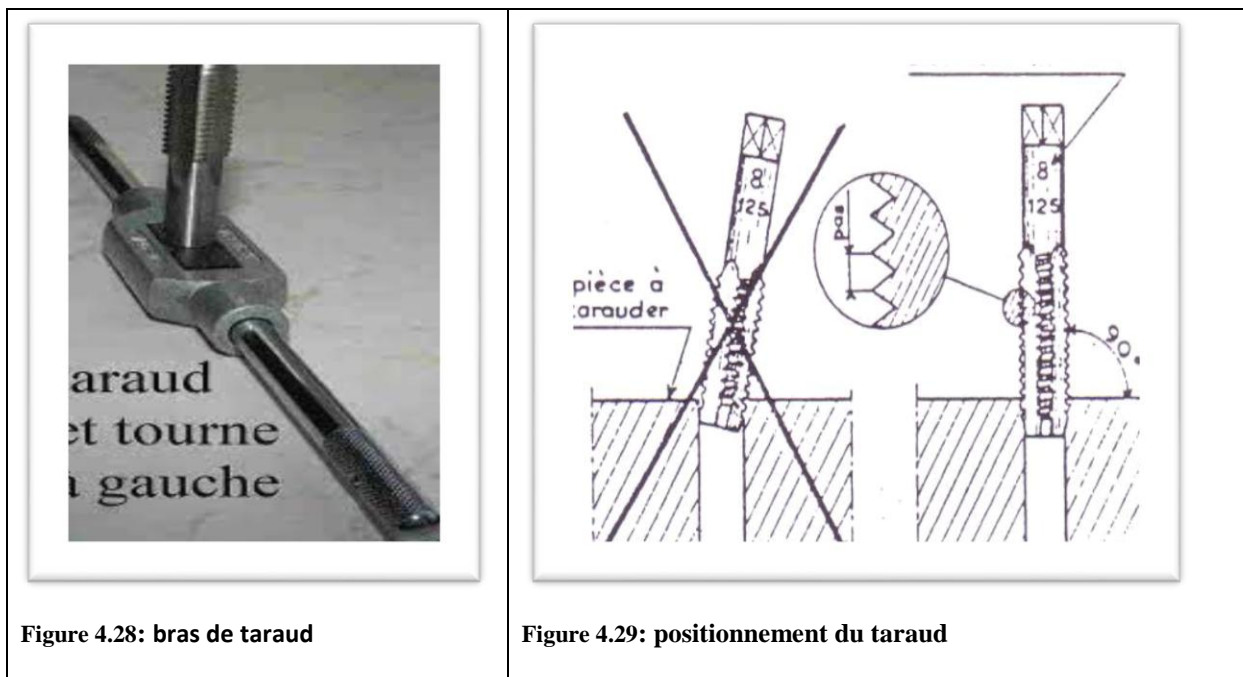 araud
et tourne
à gauche
8
125
pas
pièce à
arauder
8
125
90°
Figure 4.28: bras de taraud
Figure 4.29: positionnement du taraud